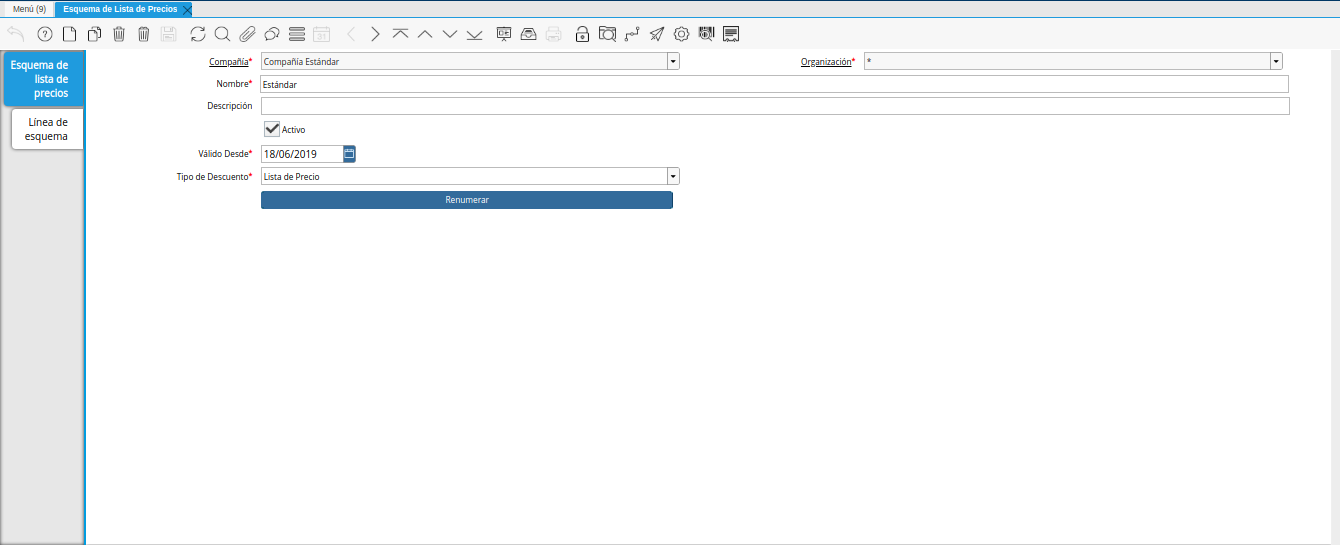 Menú (9)
Esquema de Lista de Precios
31
Esquema de
lista de
precios
Línea de
esquema
Compañía* Compañía Estándar
Organización* *
Nombre* Estándar
Descripción
Activo
Válido Desde* 18/06/2019
Tipo de Descuento* Lista de Precio
Renumerar